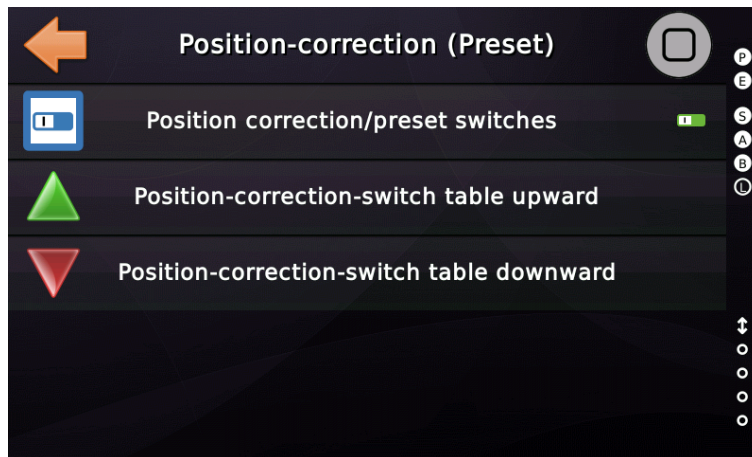 Position-correction (Preset)
Position correction/preset switches
Position-correction-switch table upward
Position-correction-switch table downward
P
E
S
A
B
L